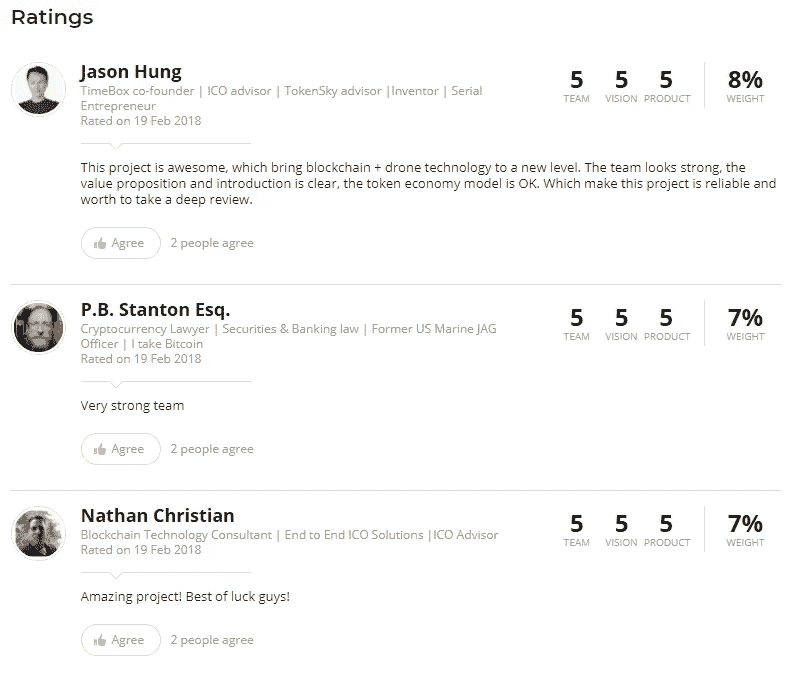 Ratings
Jason Hung
TimeBox co-founder | ICO advisor | TokenSky advisor |Inventor | Serial
Entrepreneur
Rated on 19 Feb 2018
5 5 5 8%
TEAM VISION PRODUCT WEIGHT
This project is awesome, which bring blockchain + drone technology to a new level. The team looks strong, the
value proposition and introduction is clear, the token economy model is OK. Which make this project is reliable and
worth to take a deep review.
Agree 2 people agree
P.B. Stanton Esq.
Cryptocurrency Lawyer | Securities & Banking law | Former US Marine JAG
Officer | I take Bitcoin
Rated on 19 Feb 2018
5 5 5 7%
TEAM VISION PRODUCT WEIGHT
Very strong team
Agree 2 people agree
Nathan Christian
Blockchain Technology Consultant | End to End ICO Solutions |ICO Advisor
Rated on 19 Feb 2018
5 5 5 7%
TEAM VISION PRODUCT WEIGHT
Amazing project! Best of luck guys!
Agree 2 people agree